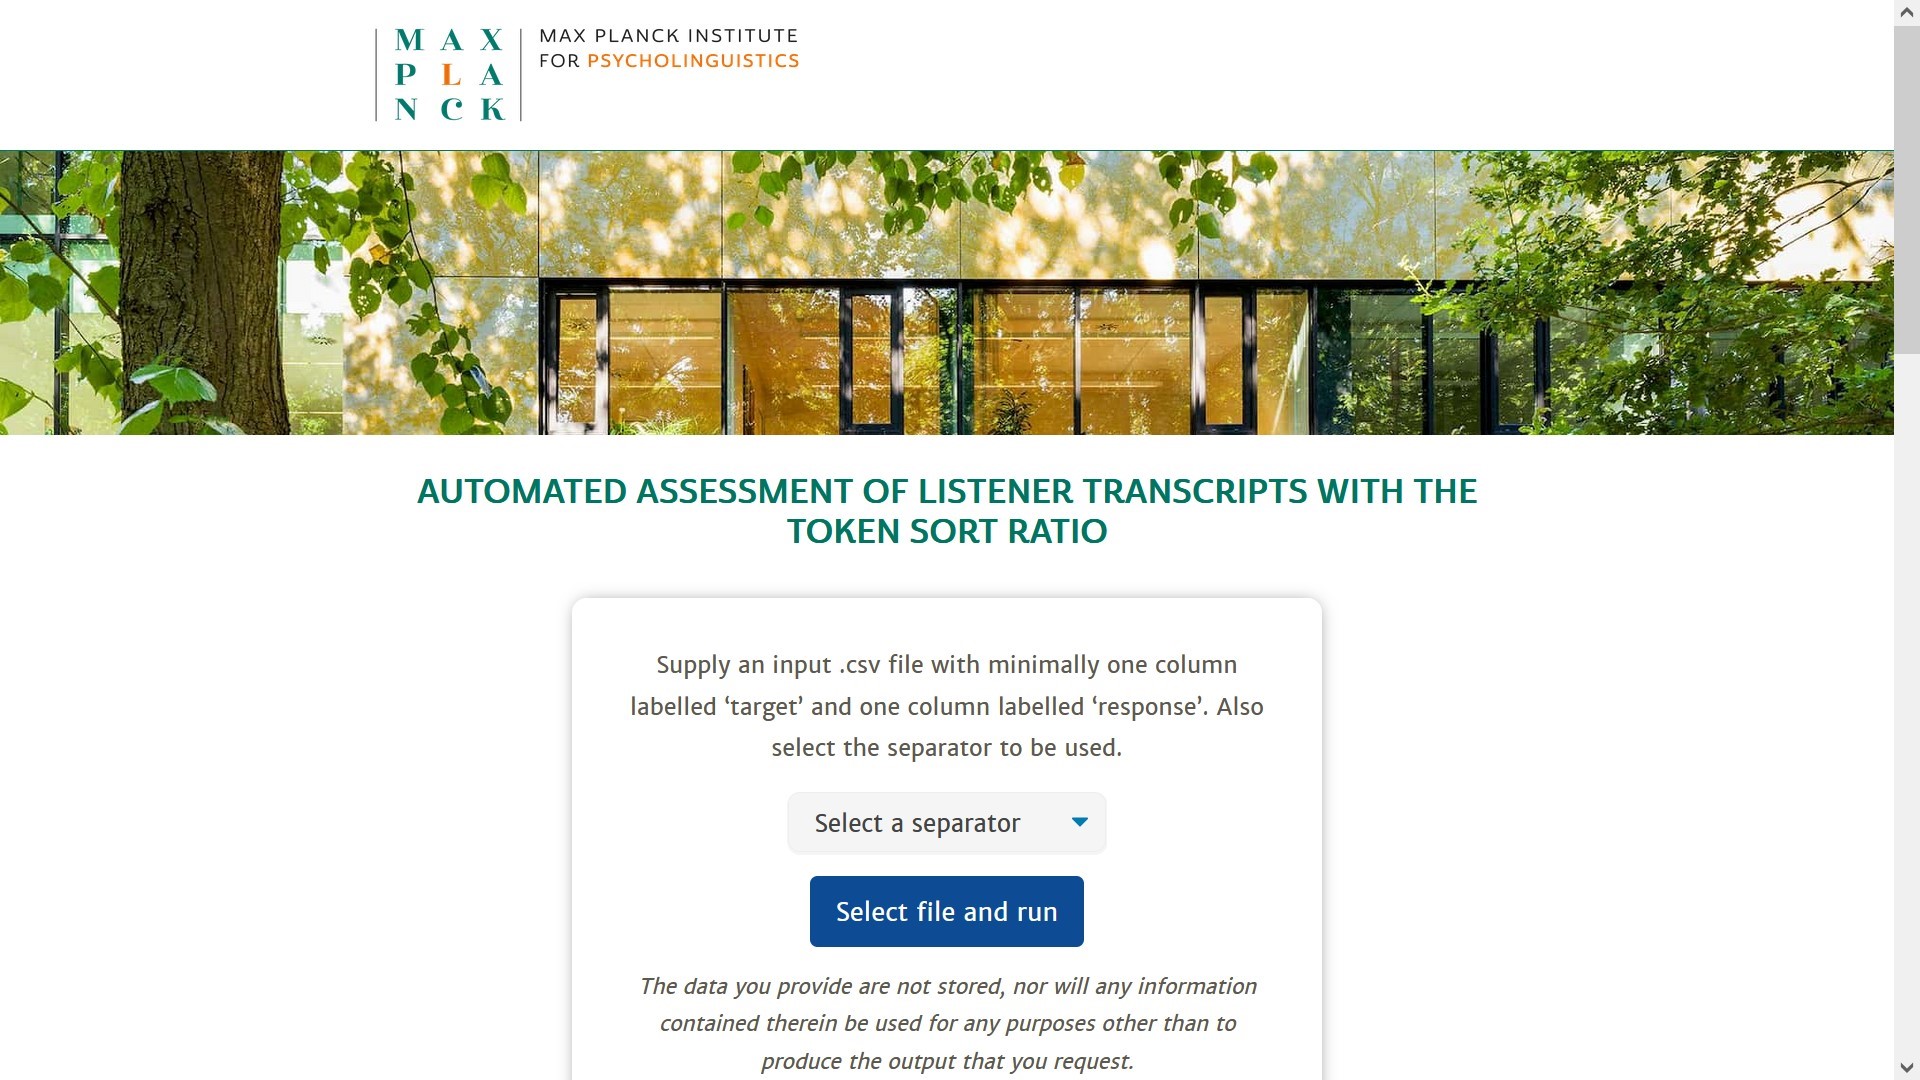 MAX
PLA
NCK
MAX PLANCK INSTITUTE
FOR PSYCHOLINGUISTICS
AUTOMATED ASSESSMENT OF LISTENER TRANSCRIPTS WITH THE
TOKEN SORT RATIO
Supply an input .csv file with minimally one column
labelled ‘target’ and one column labelled ‘response’. Also
select the separator to be used.
Select a separator
Select file and run
The data you provide are not stored, nor will any information
contained therein be used for any purposes other than to
produce the output that you request.